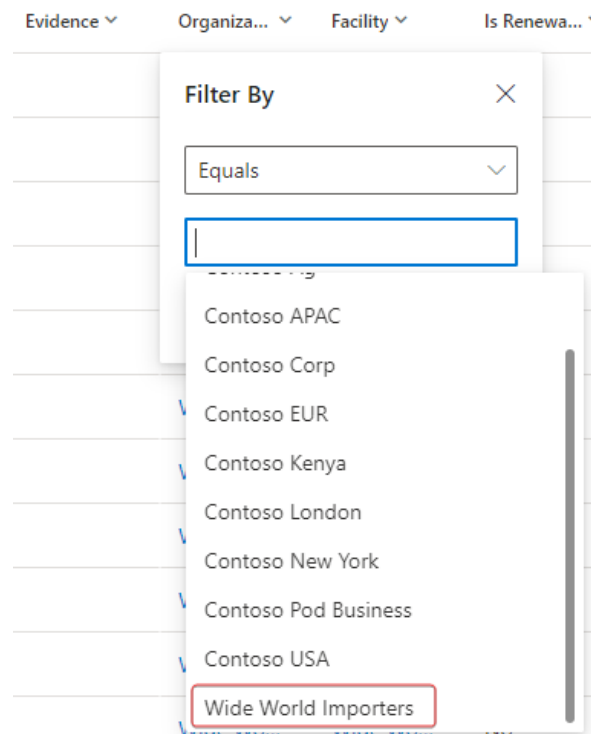 Evidence Organiza... Facility Is Renewa...
Filter By
Equals
Contoso APAC
Contoso Corp
Contoso EUR
Contoso Kenya
Contoso London
Contoso New York
Contoso Pod Business
Contoso USA
Wide World Importers